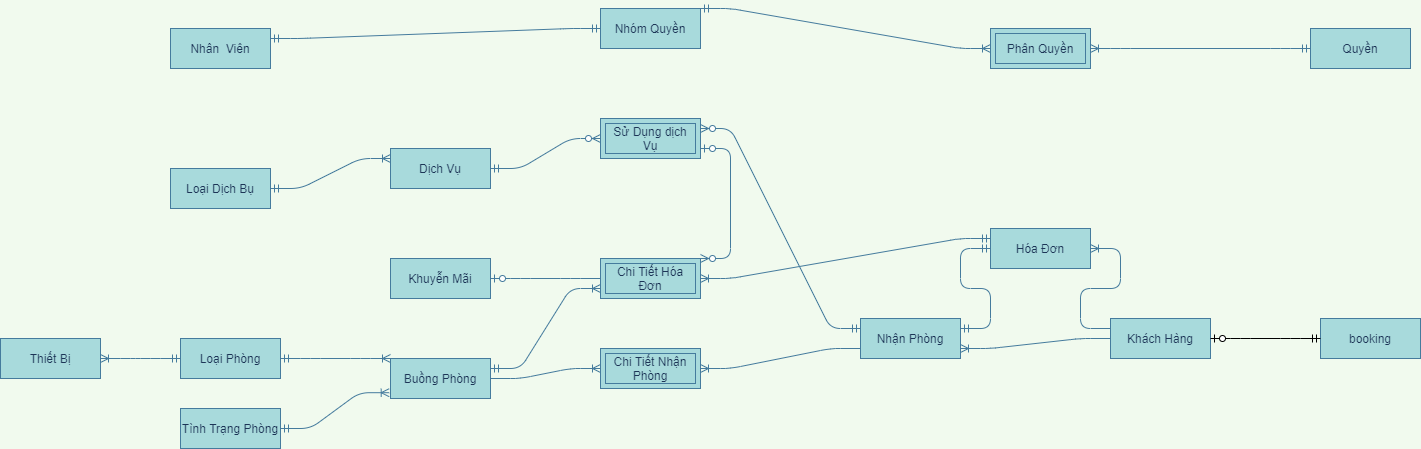 Nhân Viên
Nhóm Quyền
Phân Quyền
Quyền
Sử Dụng dịch
Vụ
Dịch Vụ
Loại Dịch Bụ
Hóa Đơn
Khuyễn Mãi
Chi Tiết Hóa
Đơn
Nhận Phòng
Khách Hàng
booking
Thiết Bị
Loại Phòng
Buồng Phòng
Chi Tiết Nhận
Phòng
Tình Trạng Phòng